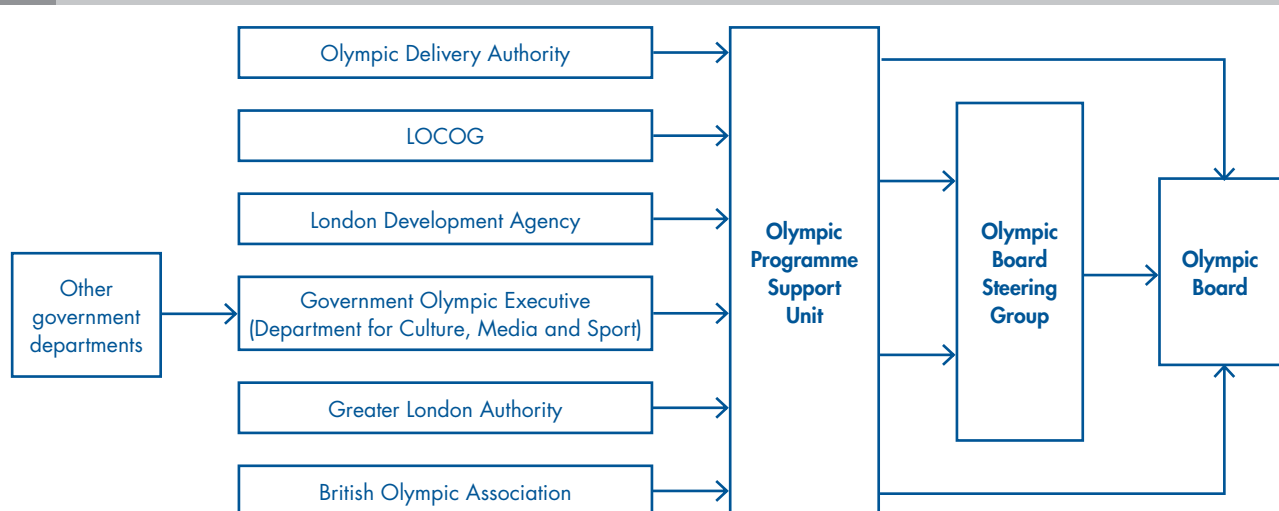 Olympic Delivery Authority
LOCOG
London Development Agency
Other
government
departments
Government Olympic Executive
(Department for Culture, Media and Sport)
Greater London Authority
British Olympic Association
Olympic
Programme
Support
Unit
Olympic
Board
Steering
Group
Olympic
Board